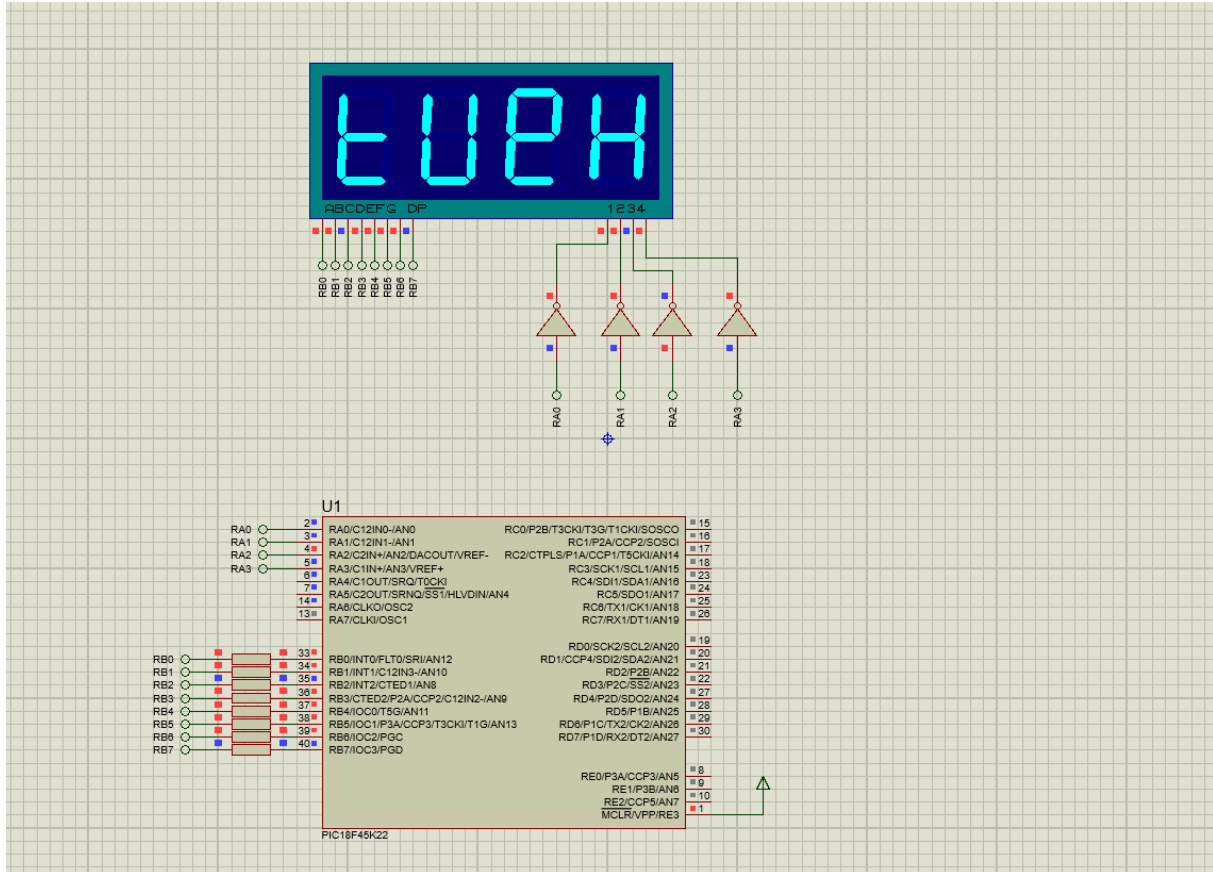 tUeH
ABCDEFG DP
1234
RB0
RB1
RB2
RB3
RB4
RB5
RB6
RB7
RA0
RA1
RA2
RA3
U1
RA0
RA1
RA2
RA3
2
3
4
5
6
7
14
13
RA0/C12IN0-/AN0
RA1/C12IN1-/AN1
RA2/C2IN+/AN2/DACOUT/VREF-
RA3/C1IN+/AN3/VREF+
RA4/C1OUT/SRQ/T0CKI
RA5/C2OUT/SRNQ/SS1/HLVDIN/AN4
RA6/CLKO/OSC2
RA7/CLKI/OSC1
RB0
RB1
RB2
RB3
RB4
RB5
RB6
RB7
33
34
35
36
37
38
39
40
RB0/INT0/FLT0/SRI/AN12
RB1/INT1/C12IN3-/AN10
RB2/INT2/CTED1/AN8
RB3/CTED2/P2A/CCP2/C12IN2-/AN9
RB4/IOC0/T5G/AN11
RB5/IOC1/P3A/CCP3/T3CKI/T1G/AN13
RB6/IOC2/PGC
RB7/IOC3/PGD
RC0/P2B/T3CKI/T3G/T1CKI/SOSCO
RC1/P2A/CCP2/SOSCI
RC2/CTPLS/P1A/CCP1/T5CKI/AN14
RC3/SCK1/SCL1/AN15
RC4/SDI1/SDA1/AN16
RC5/SDO1/AN17
RC6/TX1/CK1/AN18
RC7/RX1/DT1/AN19
15
16
17
18
23
24
25
26
RD0/SCK2/SCL2/AN20
RD1/CCP4/SDI2/SDA2/AN21
RD2/P2B/AN22
RD3/P2C/SS2/AN23
RD4/P2D/SDO2/AN24
RD5/P1B/AN25
RD6/P1C/TX2/CK2/AN26
RD7/P1D/RX2/DT2/AN27
19
20
21
22
27
28
29
30
RE0/P3A/CCP3/AN5
RE1/P3B/AN6
RE2/CCP5/AN7
MCLR/VPP/RE3
8
9
10
1
PIC18F45K22